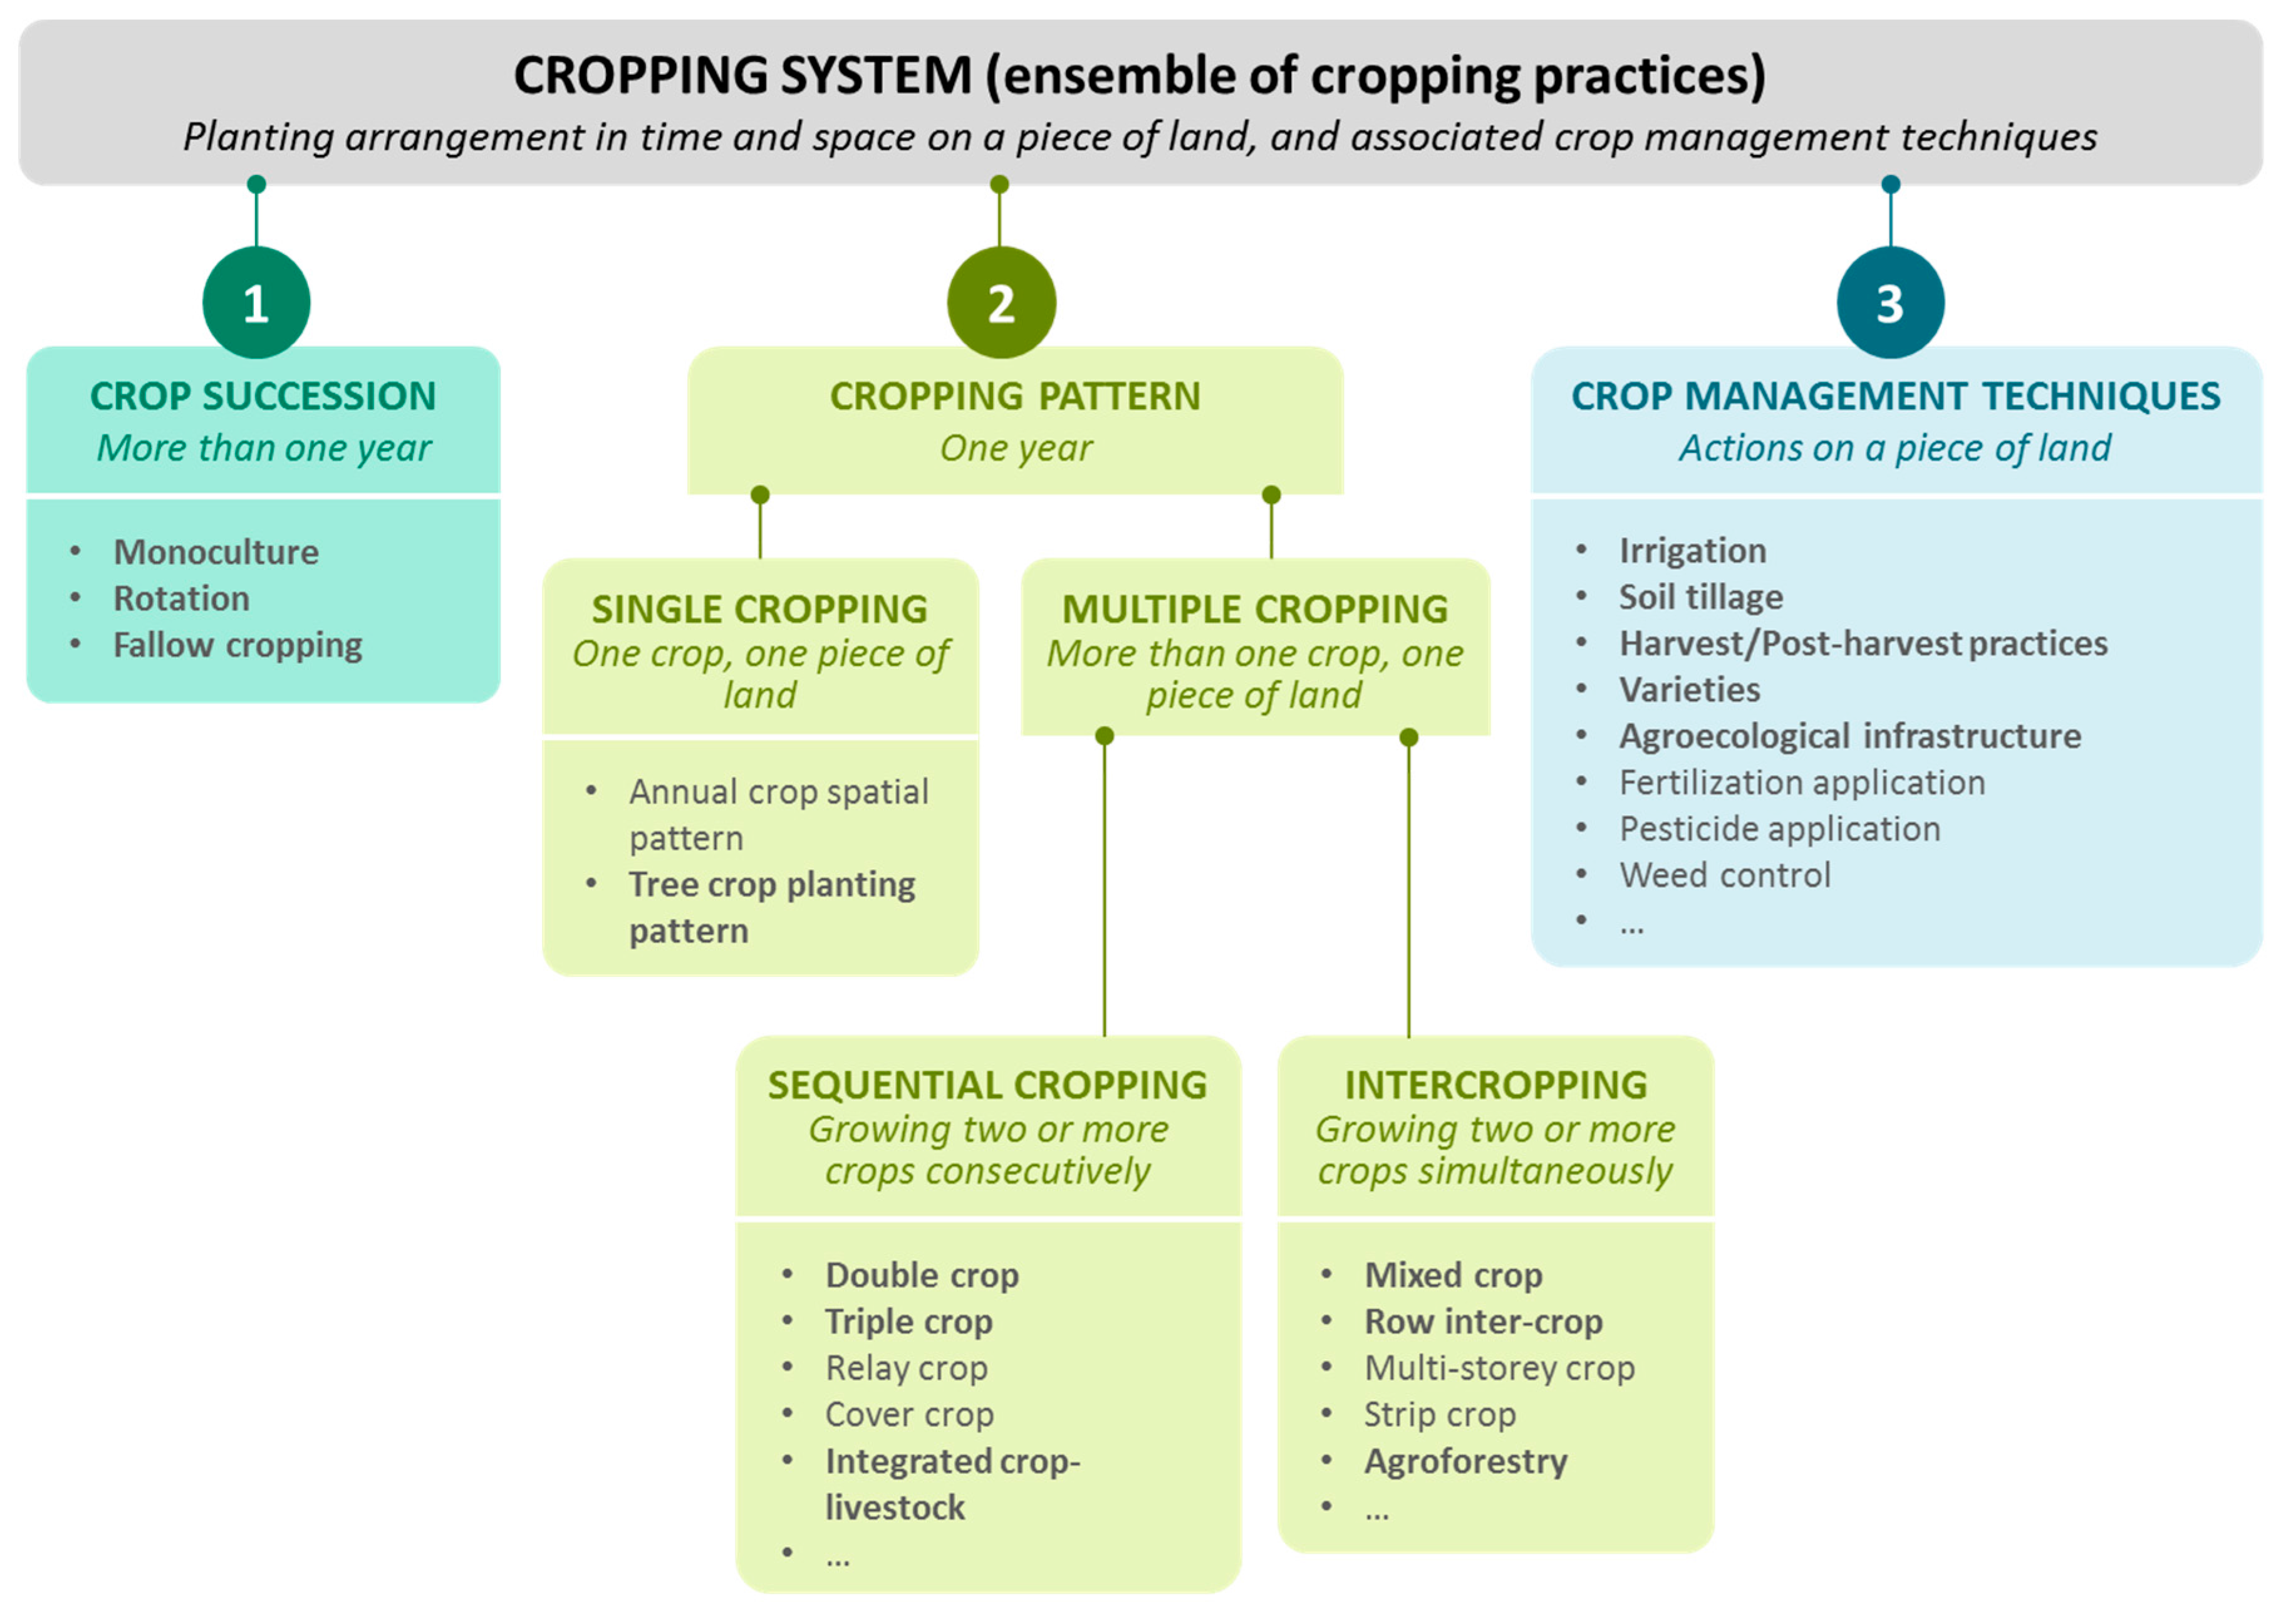 CROPPING SYSTEM (ensemble of cropping practices)
Planting arrangement in time and space on a piece of land, and associated crop management techniques
1
CROP SUCCESSION
More than one year
• Monoculture
• Rotation
• Fallow cropping
2
CROPPING PATTERN
One year
SINGLE CROPPING
One crop, one piece of
land
• Annual crop spatial
pattern
• Tree crop planting
pattern
MULTIPLE CROPPING
More than one crop, one
piece of land
SEQUENTIAL CROPPING
Growing two or more
crops consecutively
• Double crop
• Triple crop
• Relay crop
• Cover crop
• Integrated crop-
livestock
• ...
INTERCROPPING
Growing two or more
crops simultaneously
• Mixed crop
• Row inter-crop
• Multi-storey crop
• Strip crop
• Agroforestry
• ...
3
CROP MANAGEMENT TECHNIQUES
Actions on a piece of land
• Irrigation
• Soil tillage
• Harvest/Post-harvest practices
• Varieties
• Agroecological infrastructure
• Fertilization application
• Pesticide application
• Weed control
• ...